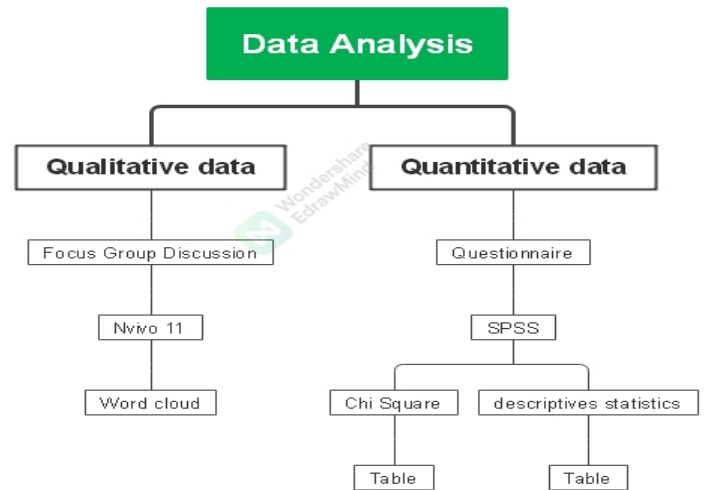 Data Analysis
Qualitative data
Quantitative data
Wondershare
EdrawMind
Focus Group Discussion
Questionnaire
Nvivo 11
SPSS
Word cloud
Chi Square
descriptives statistics
Table
Table